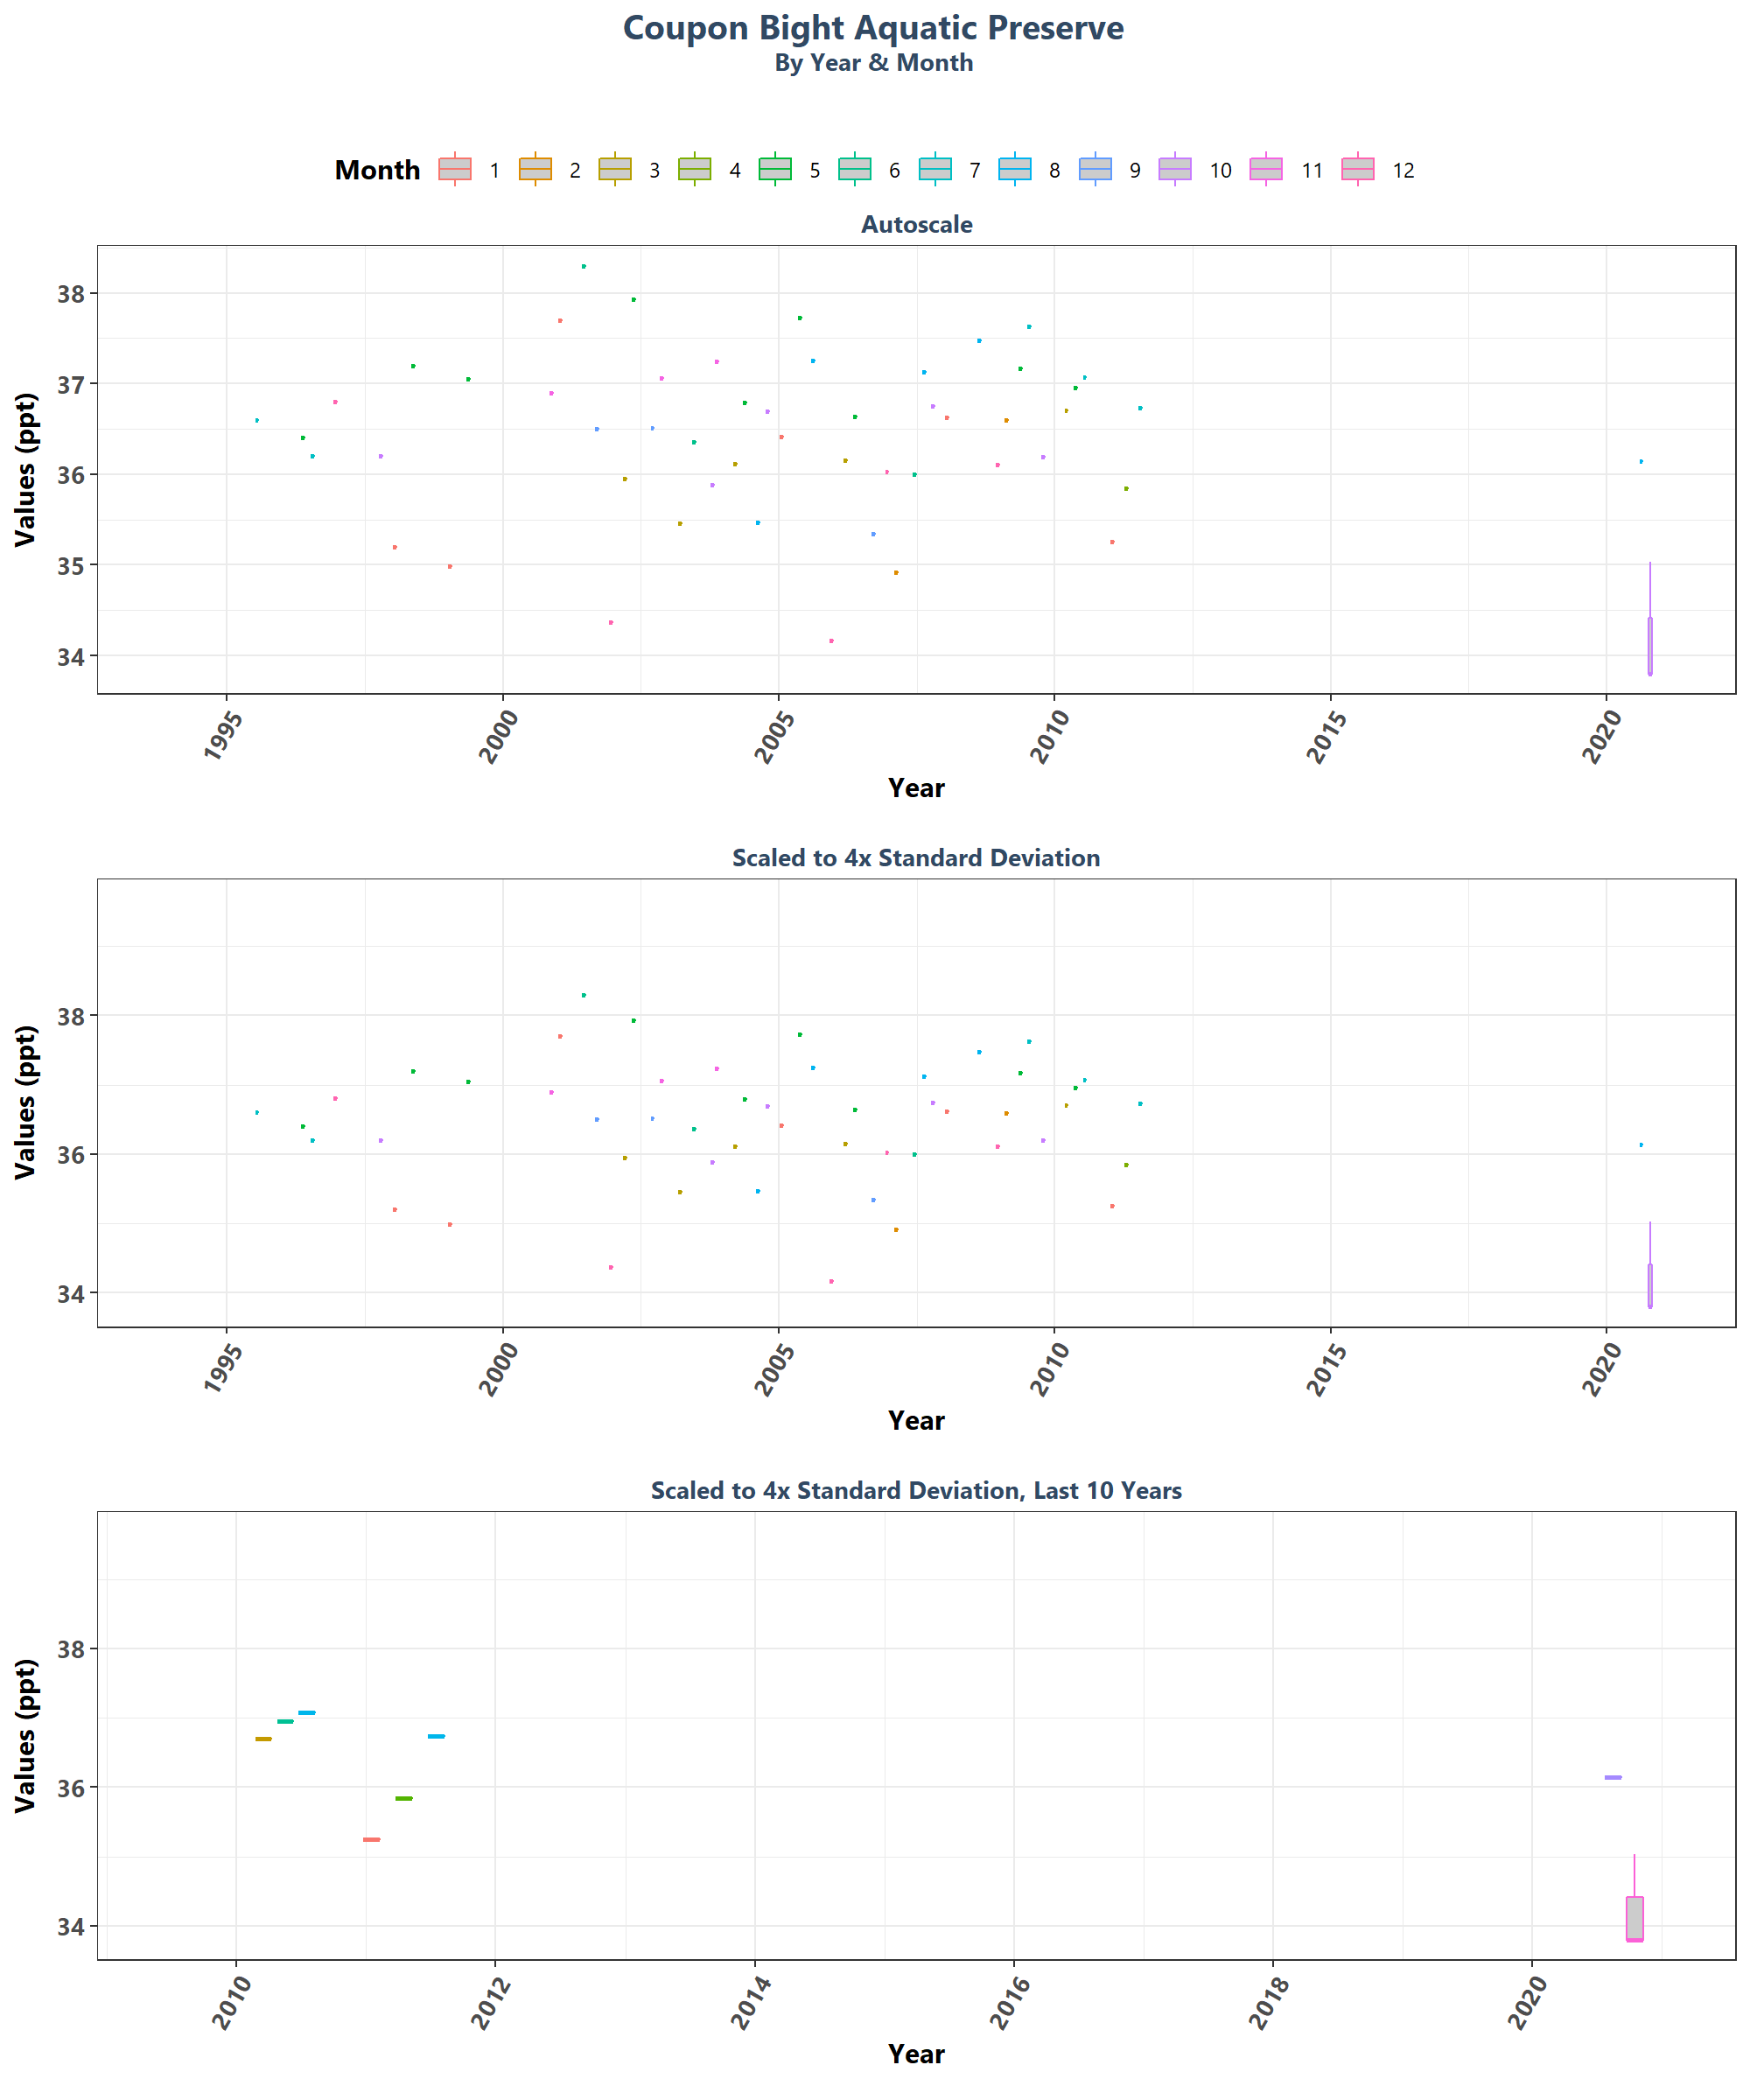 Coupon Bight Aquatic Preserve
By Year & Month
Month 1 2 3 4 5 6 7 8 9 10 11 12
Autoscale
Values (ppt)
38
37
36
35
34
1995 2000 2005 2010 2015 2020
Year
Scaled to 4x Standard Deviation
Values (ppt)
38
36
34
1995 2000 2005 2010 2015 2020
Year
Scaled to 4x Standard Deviation, Last 10 Years
Values (ppt)
38
36
34
2010 2012 2014 2016 2018 2020
Year